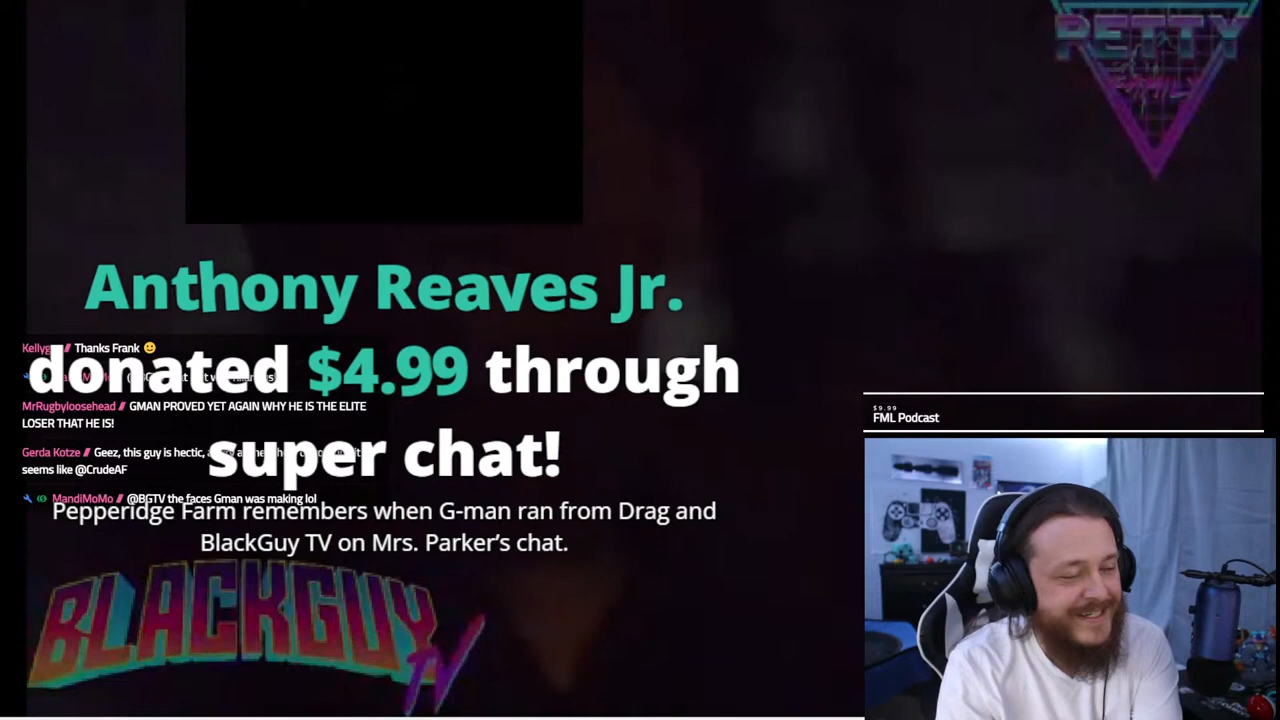 PETTY
FAMILY
Anthony Reaves Jr.
donated $4.99 through
super chat!
Pepperidge Farm remembers when G-man ran from Drag and
BlackGuy TV on Mrs. Parker's chat.
Thanks Frank 😀
MrRugbyloosehead // GMAN PROVED YET AGAIN WHY HE IS THE ELITE
LOSER THAT HE IS!
Gerda Kotze // Geez, this guy is hectic,
seems like @CrudeAF
MandiMoMo // @BGTV the faces Gman was making lol
BLACKGUY
TV
$9.99
FML Podcast